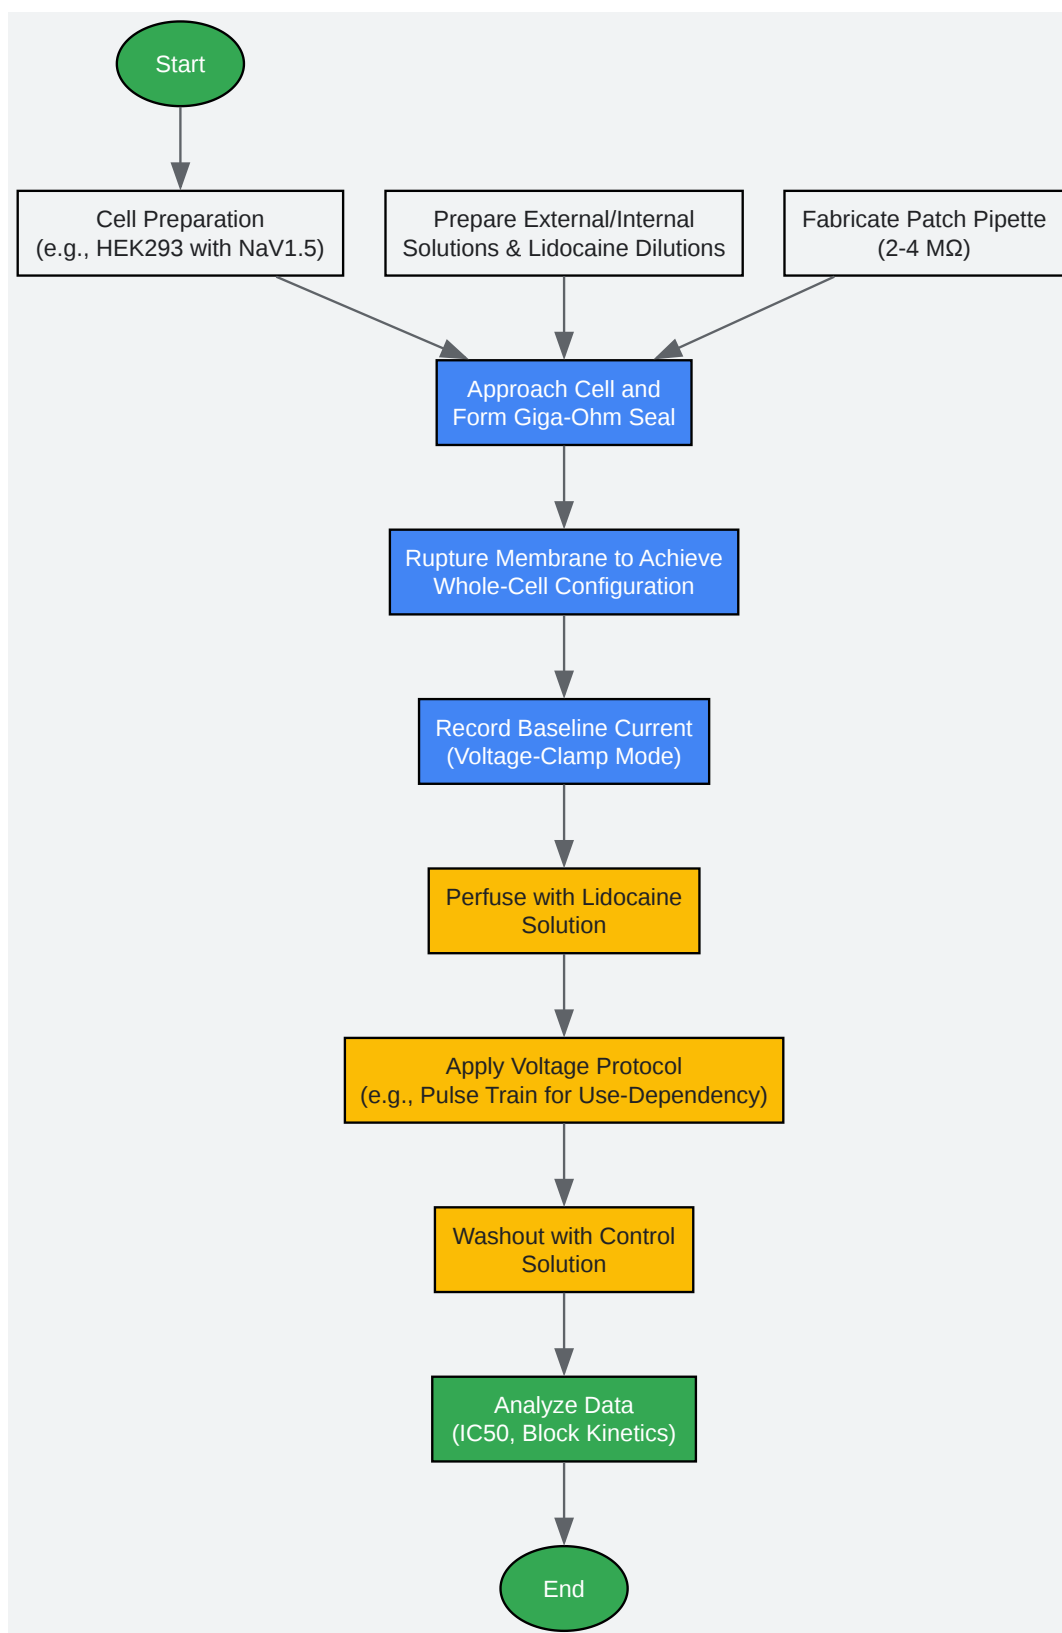 Start
Cell Preparation
(e.g., HEK293 with NaV1.5)
Prepare External/Internal
Solutions & Lidocaine Dilutions
Fabricate Patch Pipette
(2-4 MΩ)
Approach Cell and
Form Giga-Ohm Seal
Rupture Membrane to Achieve
Whole-Cell Configuration
Record Baseline Current
(Voltage-Clamp Mode)
Perfuse with Lidocaine
Solution
Apply Voltage Protocol
(e.g., Pulse Train for Use-Dependency)
Washout with Control
Solution
Analyze Data
(IC50, Block Kinetics)
End